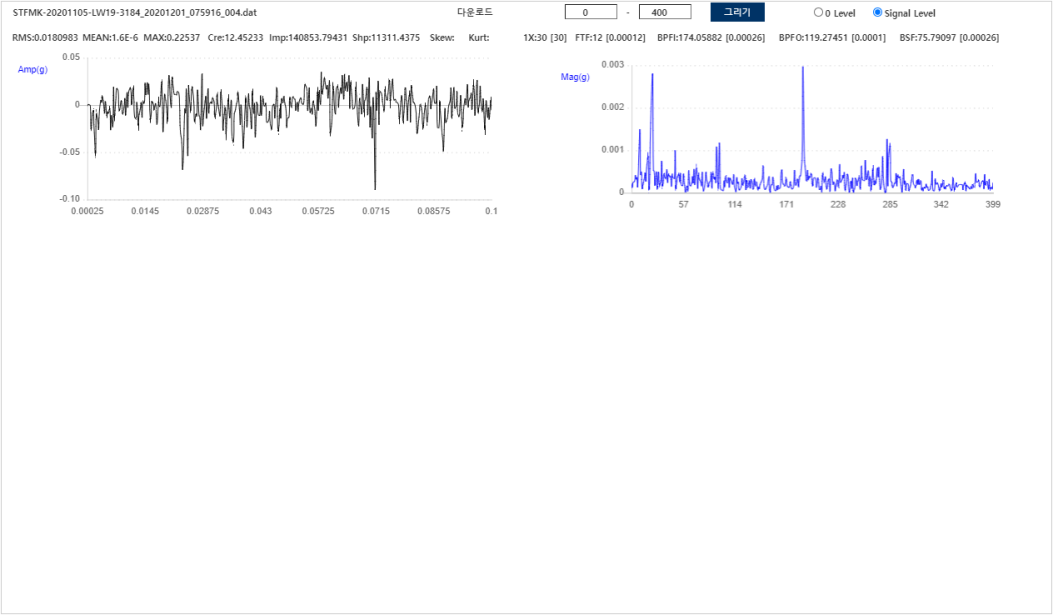 STFMK-20201105-LW19-3184_20201201_075916_004.dat 다운로드 0 - 400 그리기 0 Level Signal Level
RMS:0.0180983 MEAN:1.6E-6 MAX:0.22537 Cre:12.45233 Imp:140853.79431 Shp:11311.4375 Skew: Kurt: 1X:30 [30] FTF:12 [0.00012] BPFI:174.05882 [0.00026] BPFO:119.27451 [0.0001] BSF:75.79097 [0.00026]
Amp(g)
0.05
0
-0.05
-0.10
0.00025 0.0145 0.02875 0.043 0.05725 0.0715 0.08575 0.1
Mag(g)
0.003
0.002
0.001
0
0 57 114 171 228 285 342 399